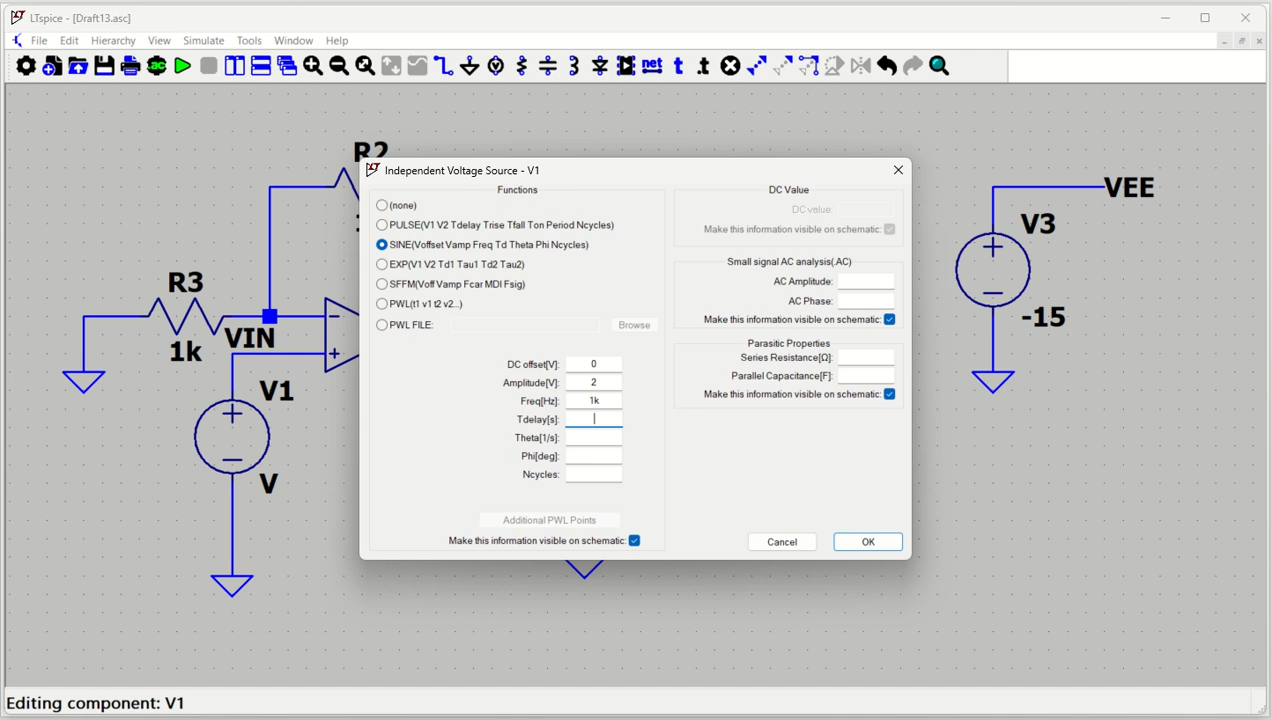 LTspice - [Draft13.asc]
File Edit Hierarchy View Simulate Tools Window Help
.ac net t .t
R2
Independent Voltage Source - V1
Functions
(none)
PULSE(V1 V2 Tdelay Trise Tfall Ton Period Ncycles)
SINE(Voffset Vamp Freq Td Theta Phi Ncycles)
EXP(V1 V2 Td1 Tau1 Td2 Tau2)
SFFM(Voff Vamp Fcar MDI Fsig)
PWL(t1 v1 t2 v2...)
PWL FILE: Browse
DC offset[V]: 0
Amplitude[V]: 2
Freq[Hz]: 1k
Tdelay[s]:
Theta[1/s]:
Phi[deg]:
Ncycles:
Additional PWL Points
Make this information visible on schematic:
DC Value
DC value:
Make this information visible on schematic:
Small signal AC analysis(.AC)
AC Amplitude:
AC Phase:
Make this information visible on schematic:
Parasitic Properties
Series Resistance[Ω]:
Parallel Capacitance[F]:
Make this information visible on schematic:
Cancel OK
R3
1k
VIN
V1
V
VEE
V3
-15
Editing component: V1